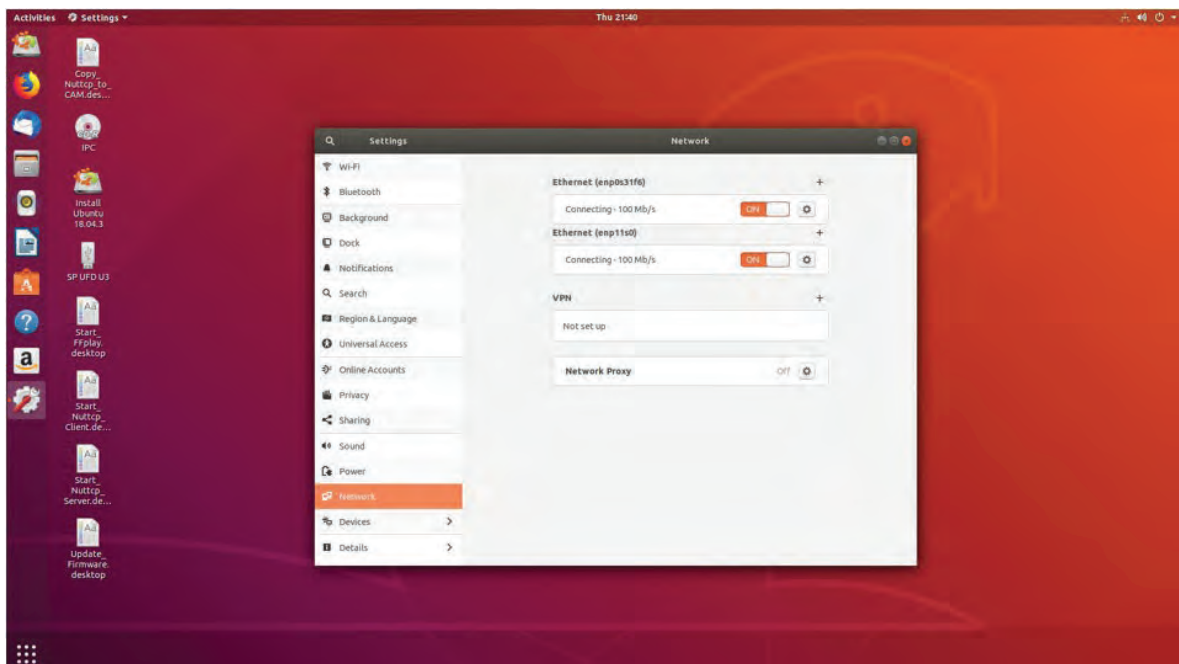 Activities Settings Thu 21:40
Copy_
Nuttcp_to_
CAM.des...
IPC
Install
Ubuntu
18.04.3
SP UFD U3
Start_
FFplay.
desktop
Start_
Nuttcp_
Client.de...
Start_
Nuttcp_
Server.de...
Update_
Firmware.
desktop
Settings
Network
Wi-Fi
Bluetooth
Background
Dock
Notifications
Search
Region & Language
Universal Access
Online Accounts
Privacy
Sharing
Sound
Power
Network
Devices
Details
Ethernet (enp0s31f6)
Connecting - 100 Mb/s ON
Ethernet (enp11s0)
Connecting - 100 Mb/s ON
VPN
Not set up
Network Proxy Off